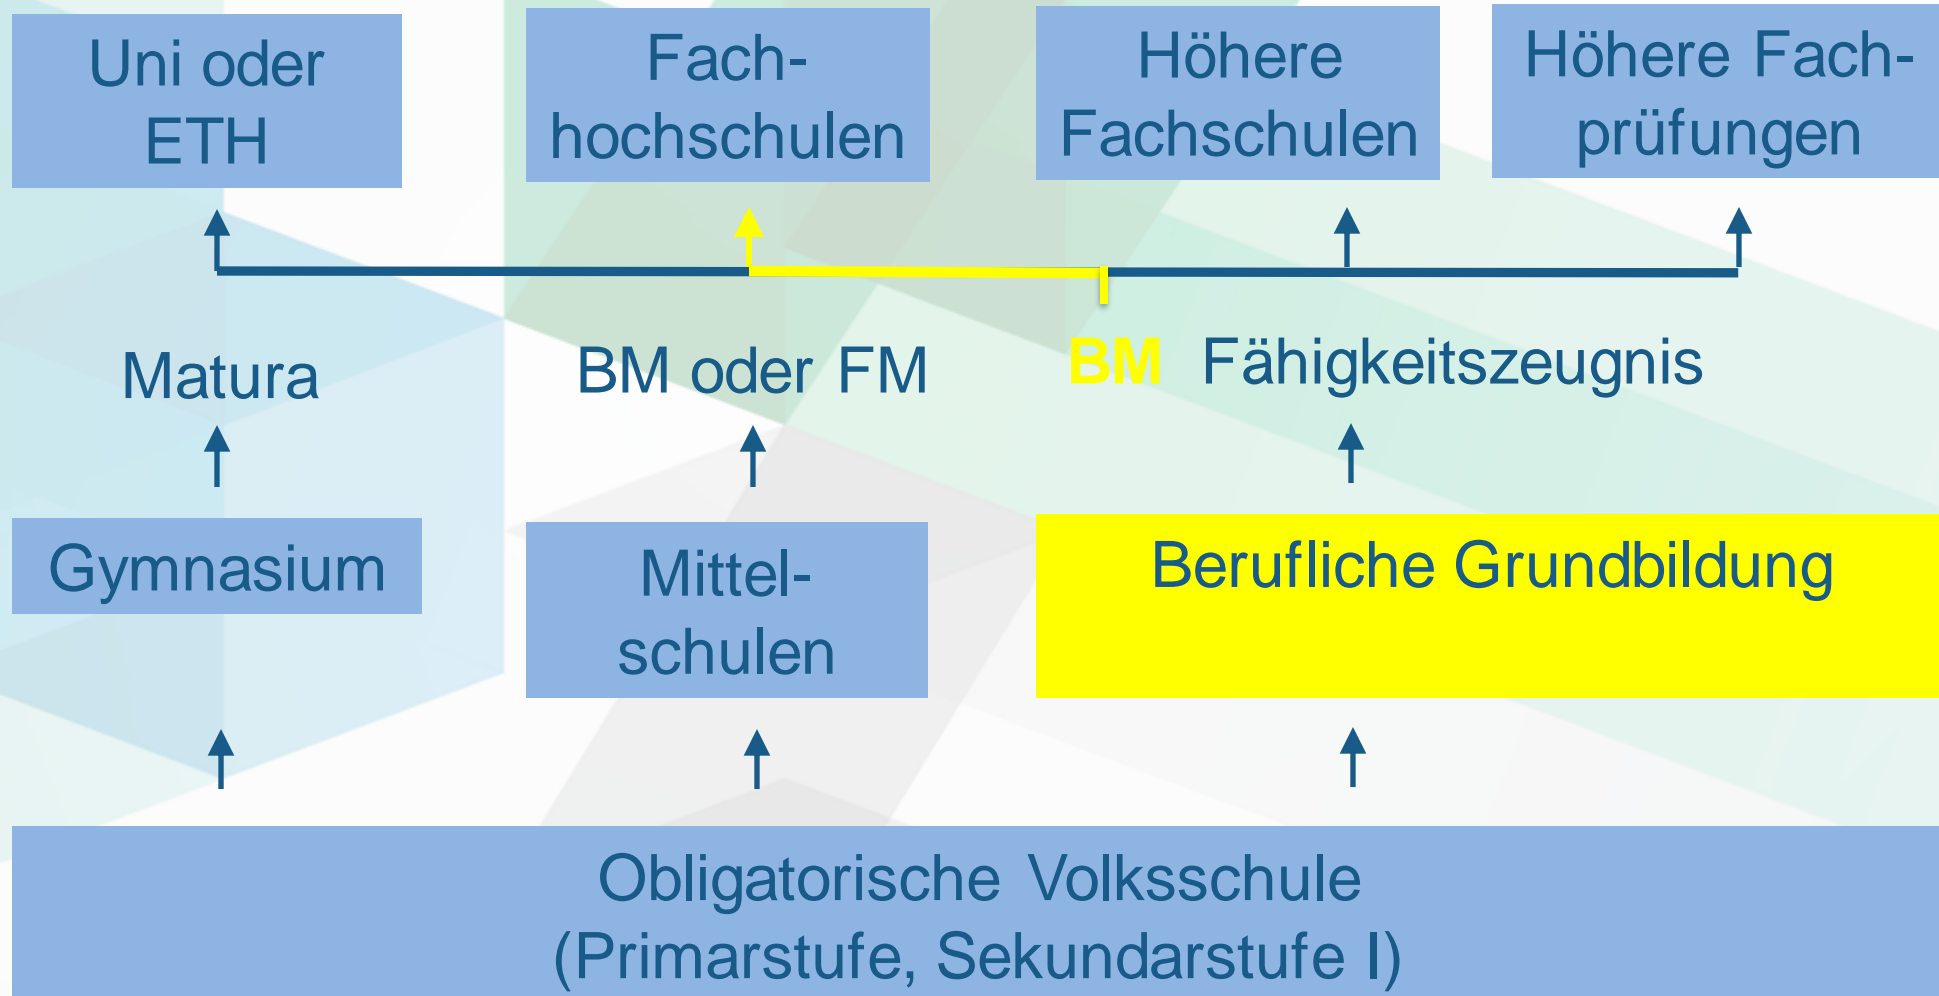 Uni oder
ETH
Fach-
hochschulen
Höhere
Fachschulen
Höhere Fach-
prüfungen
Matura
BM oder FM
BM
Fähigkeitszeugnis
Gymnasium
Mittel-
schulen
Berufliche Grundbildung
Obligatorische Volksschule
(Primarstufe, Sekundarstufe I)